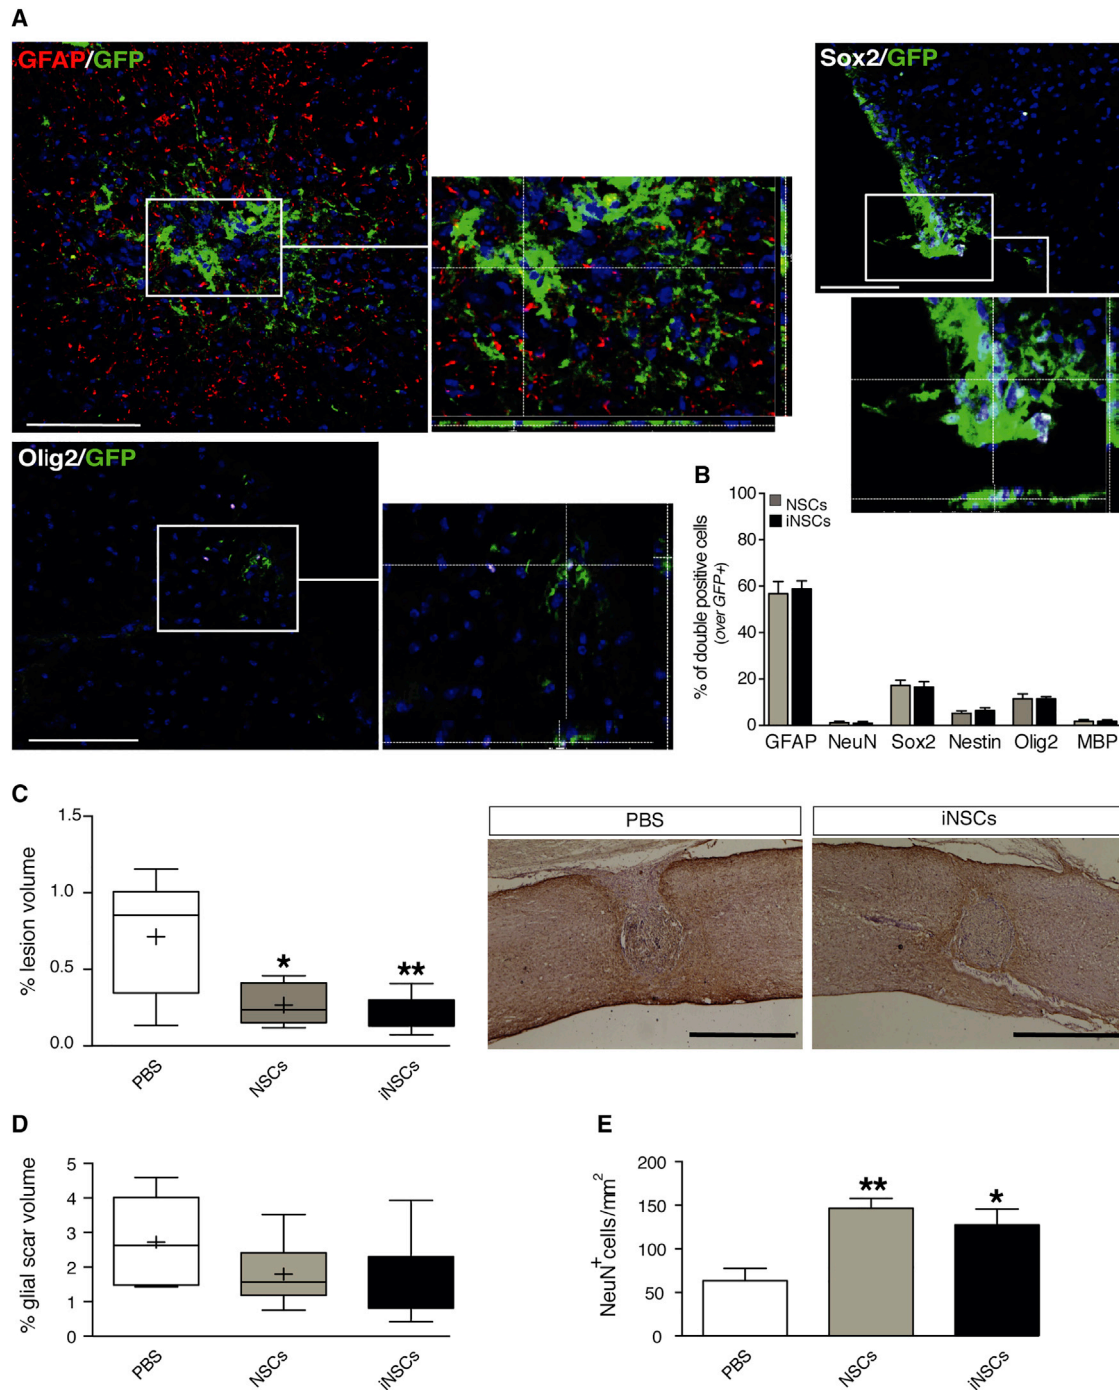 A
GFAP/GFP
Sox2/GFP
Olig2/GFP
B
% of double positive cells
(over GFP+)
100
80
60
40
20
0
NSCs
iNSCs
GFAP NeuN Sox2 Nestin Olig2 MBP
C
% lesion volume
1.5
1.0
0.5
0.0
*
**
PBS
NSCs
iNSCs
PBS
iNSCs
D
% glial scar volume
5
4
3
2
1
0
PBS
NSCs
iNSCs
E
NeuN+ cells/mm2
200
150
100
50
0
**
*
PBS
NSCs
iNSCs